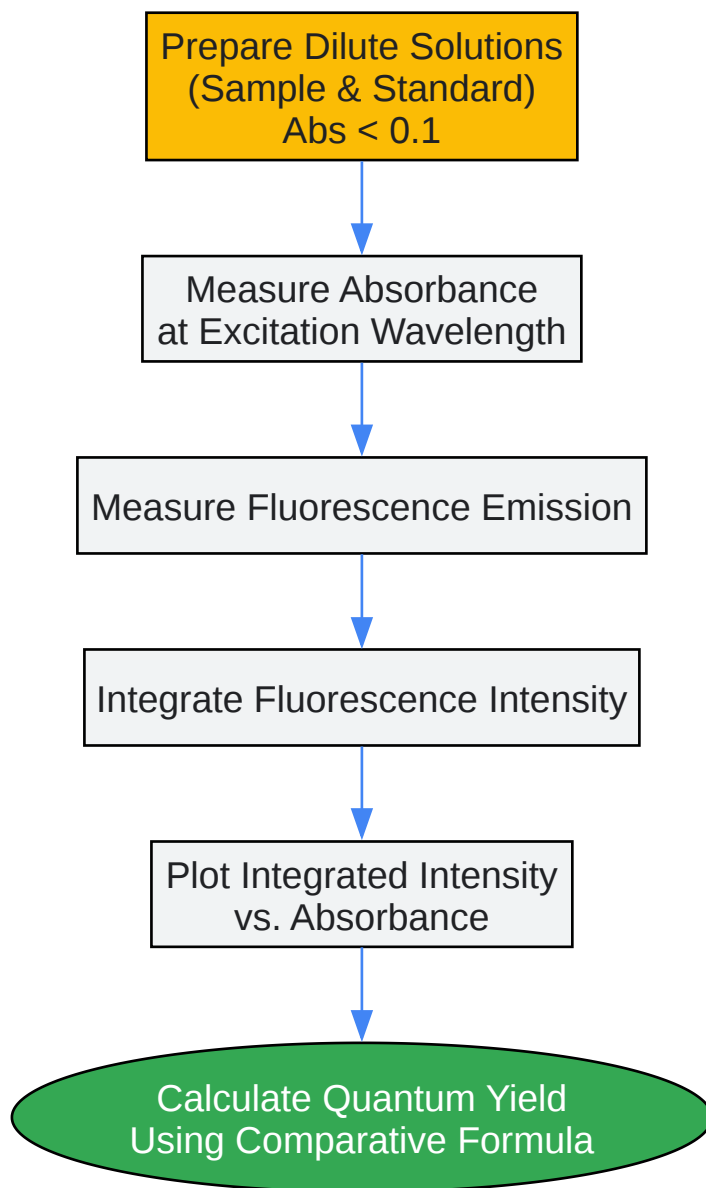 Prepare Dilute Solutions
(Sample & Standard)
Abs < 0.1
Measure Absorbance
at Excitation Wavelength
Measure Fluorescence Emission
Integrate Fluorescence Intensity
Plot Integrated Intensity
vs. Absorbance
Calculate Quantum Yield
Using Comparative Formula